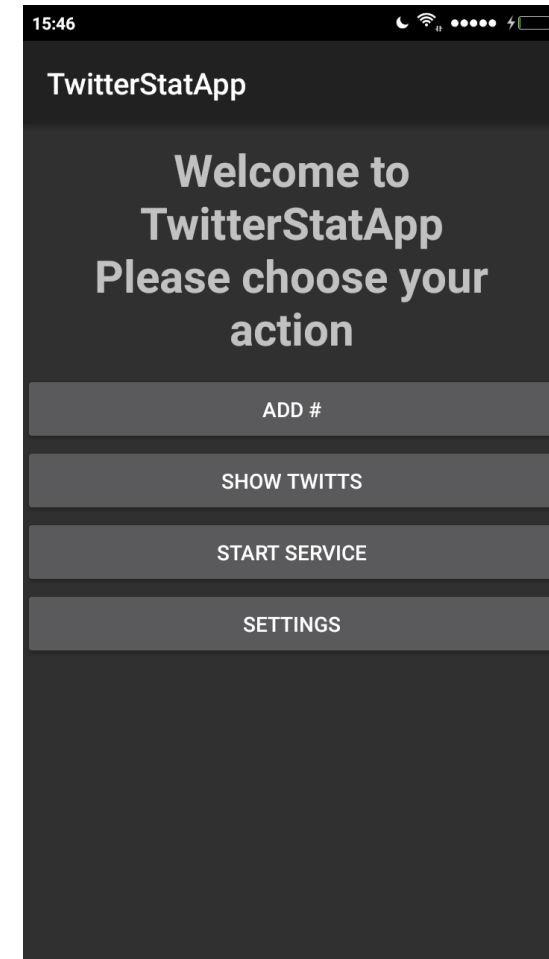 15:46
TwitterStatApp
Welcome to
TwitterStatApp
Please choose your
action
ADD #
SHOW TWITTS
START SERVICE
SETTINGS